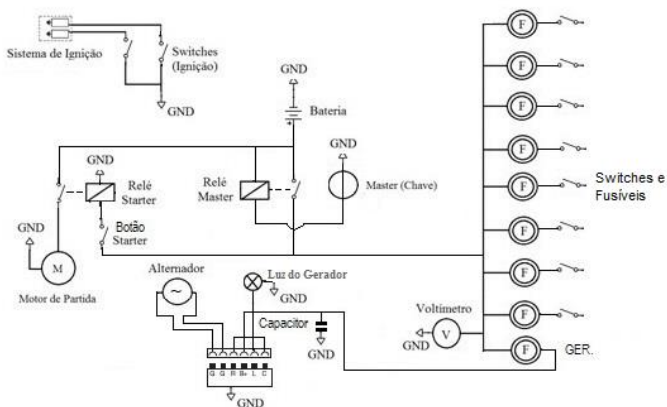 Sistema de Ignição
Switches
(Ignição)
GND
GND
Bateria
GND
GND
Relé
Starter
Relé
Master
Master (Chave)
Botão
Starter
M
Motor de Partida
GND
Alternador
~
Luz do Gerador
GND
Capacitor
GND
G G R B+ L C
GND
F
F
F
F
F
Switches e
Fusíveis
F
F
F
Voltímetro
GND
V
F
GER.